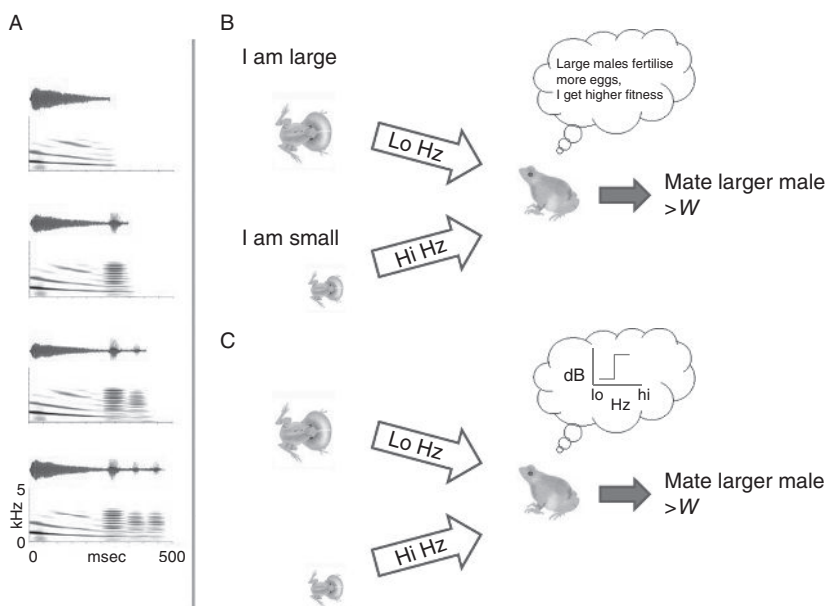 A
5
kHz
0
0 msec 500
B
I am large
Lo Hz
I am small
Hi Hz
Large males fertilise
more eggs,
I get higher fitness
Mate larger male
>W
C
Lo Hz
Hi Hz
dB
lo hi
Hz
Mate larger male
>W